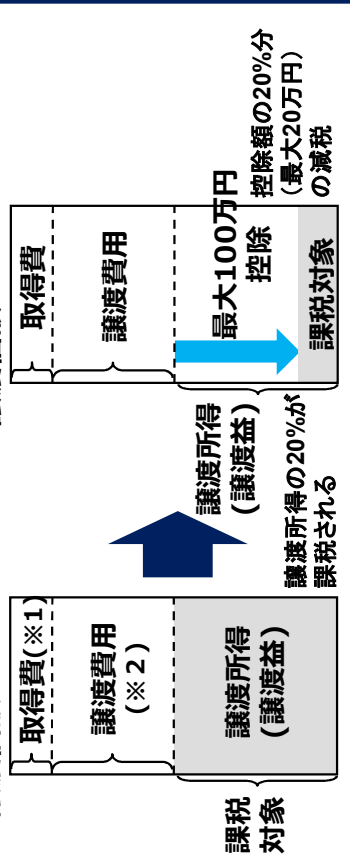 取得費(※1)
譲渡費用
(※２)
譲渡所得
(譲渡益)
課税
対象
取得費
譲渡費用
最大100万円
控除
課税対象
譲渡所得
(譲渡益)
譲渡所得の20%が
課税される
控除額の20%分
(最大20万円)
の減税